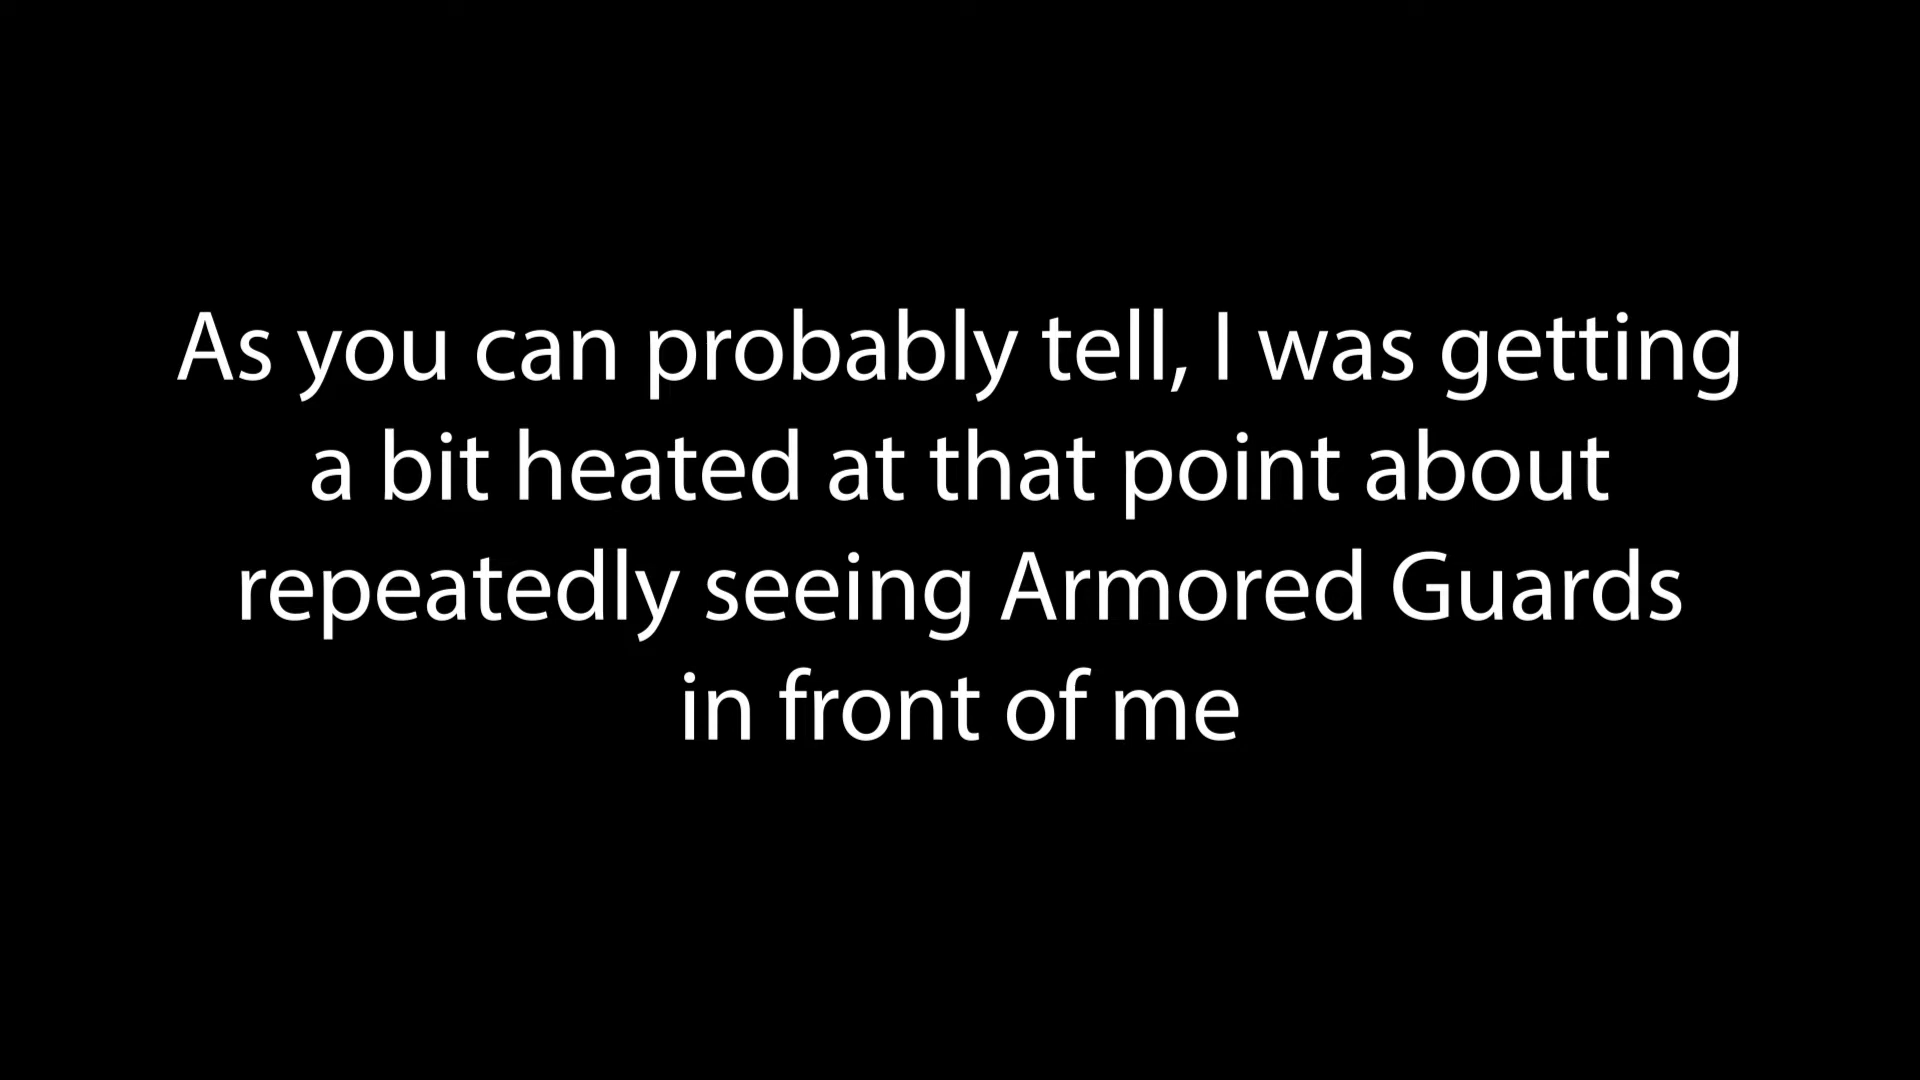 As you can probably tell, I was getting
a bit heated at that point about
repeatedly seeing Armored Guards
in front of me